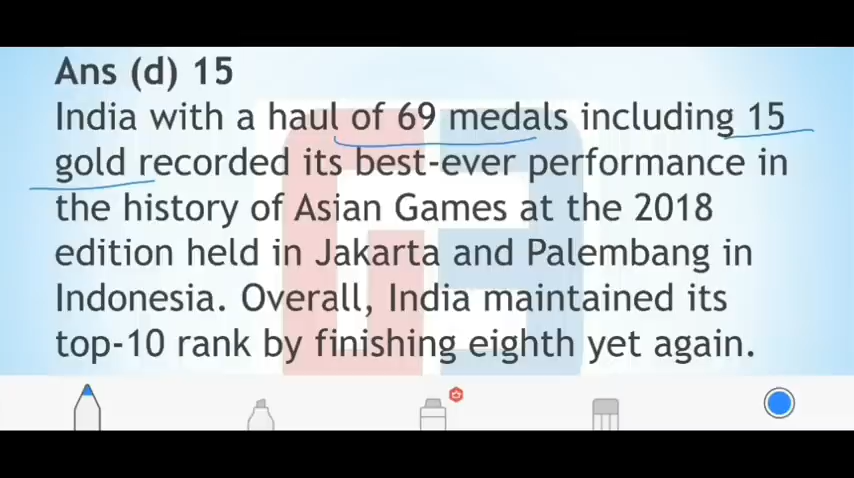 Ans (d) 15
India with a haul of 69 medals including 15
gold recorded its best-ever performance in
the history of Asian Games at the 2018
edition held in Jakarta and Palembang in
Indonesia. Overall, India maintained its
top-10 rank by finishing eighth yet again.